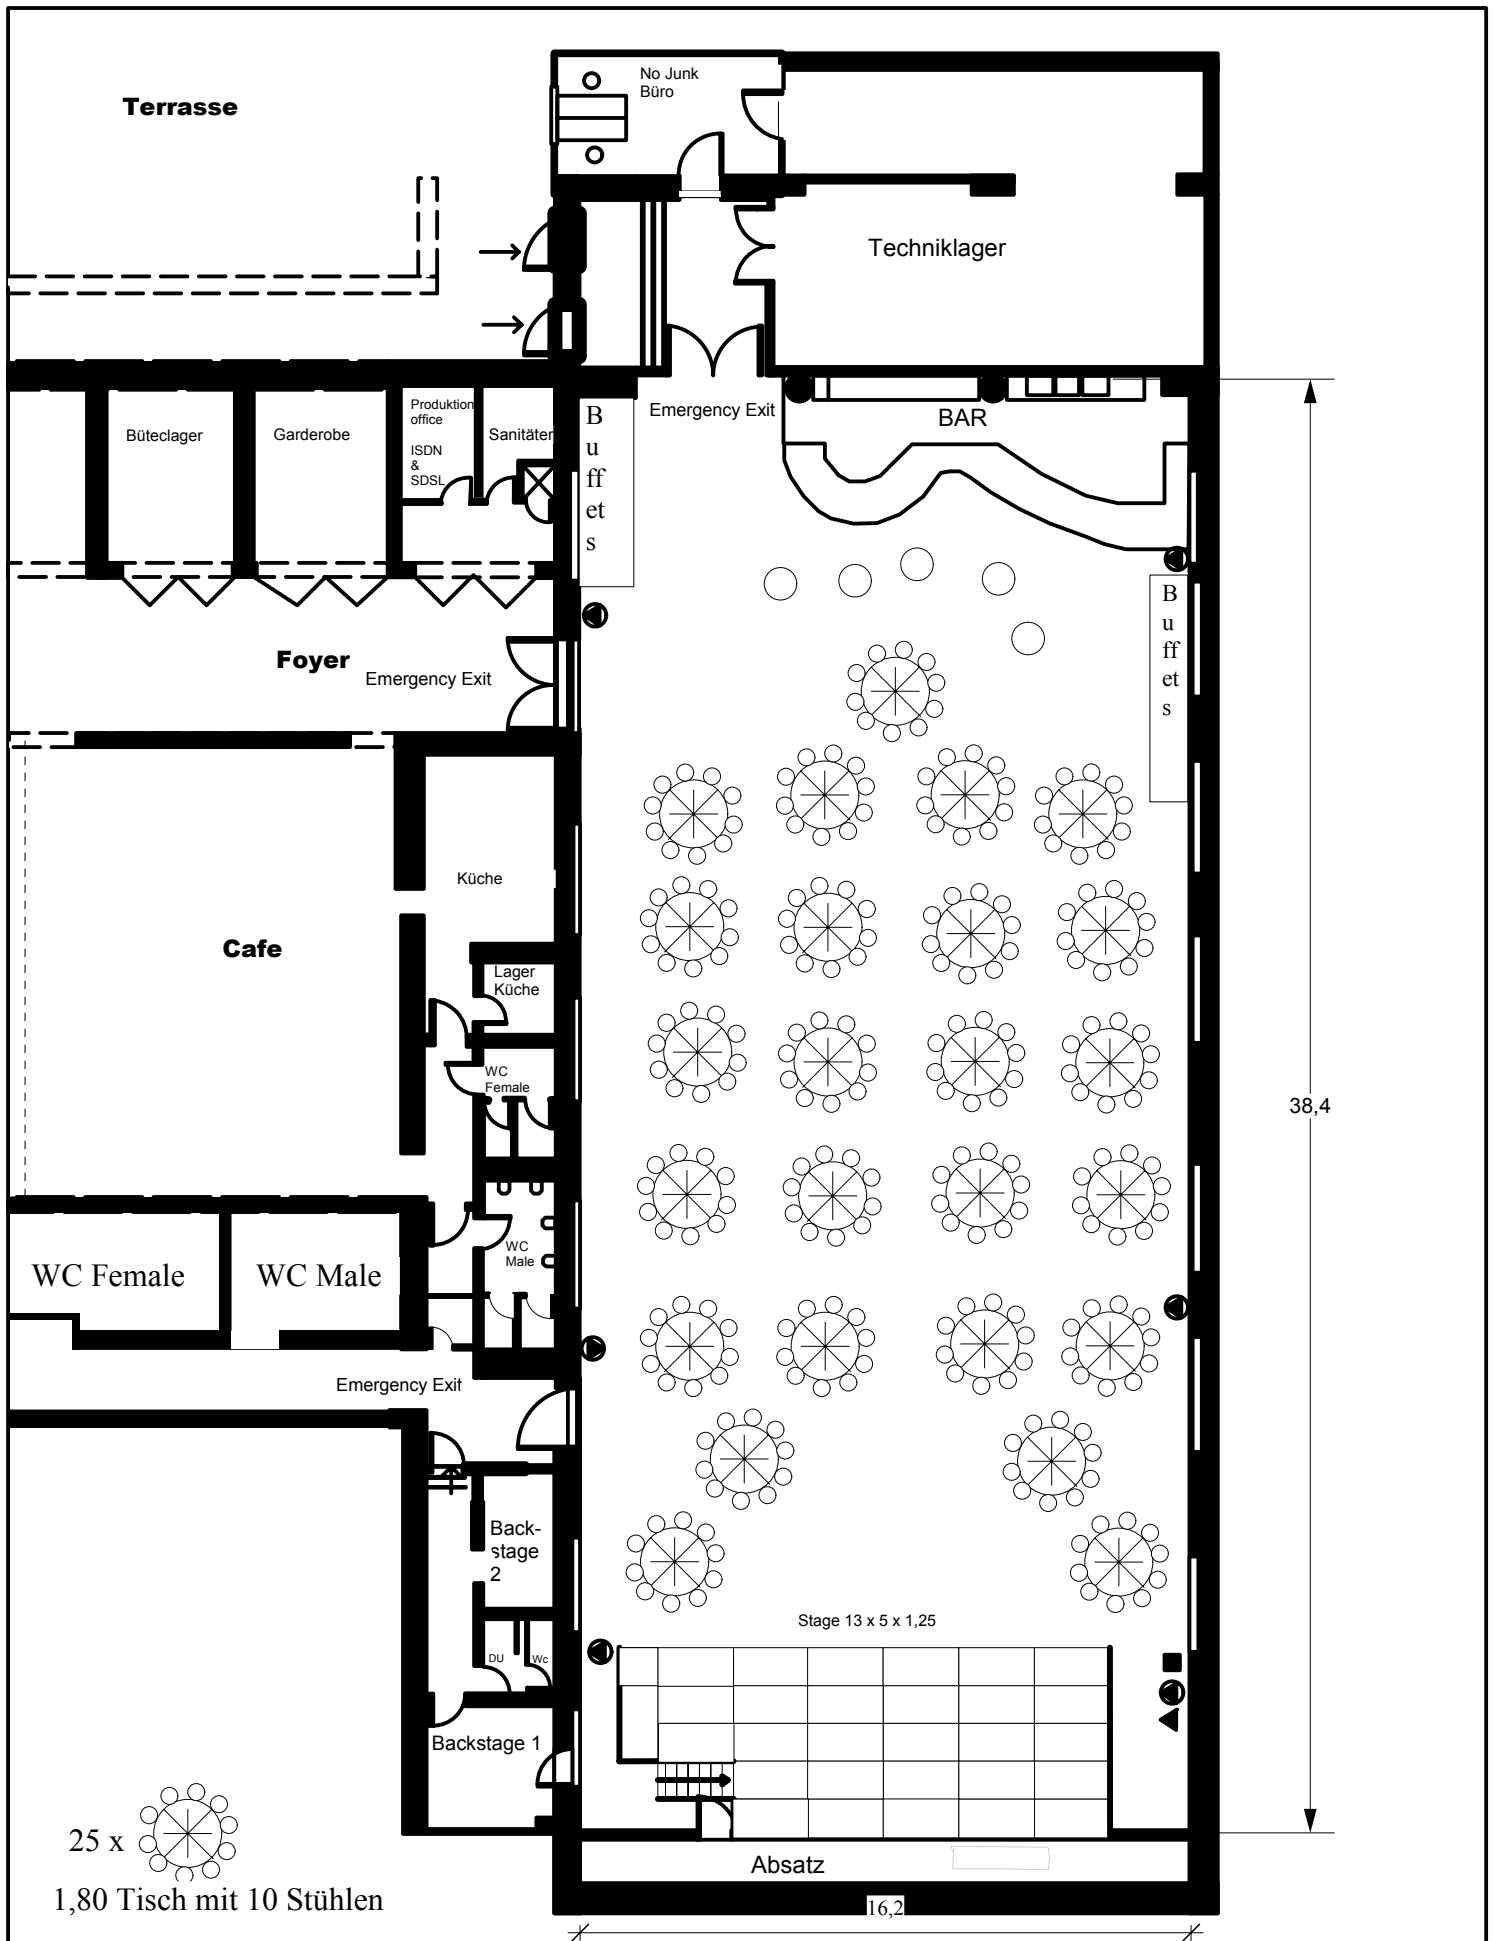 No Junk
Büro
Terrasse
Techniklager
Produktion
office
ISDN
&
SDSL
Sanitäter
Büteclager
Garderobe
B
u
ff
et
s
Emergency Exit
BAR
B
u
ff
et
s
Foyer
Emergency Exit
Küche
Cafe
Lager
Küche
WC
Female
38,4
WC
Male
WC Female
WC Male
Emergency Exit
Back-
stage
2
Stage 13 x 5 x 1,25
DU
Wc
Backstage 1
25 x
1,80 Tisch mit 10 Stühlen
Absatz
16,2